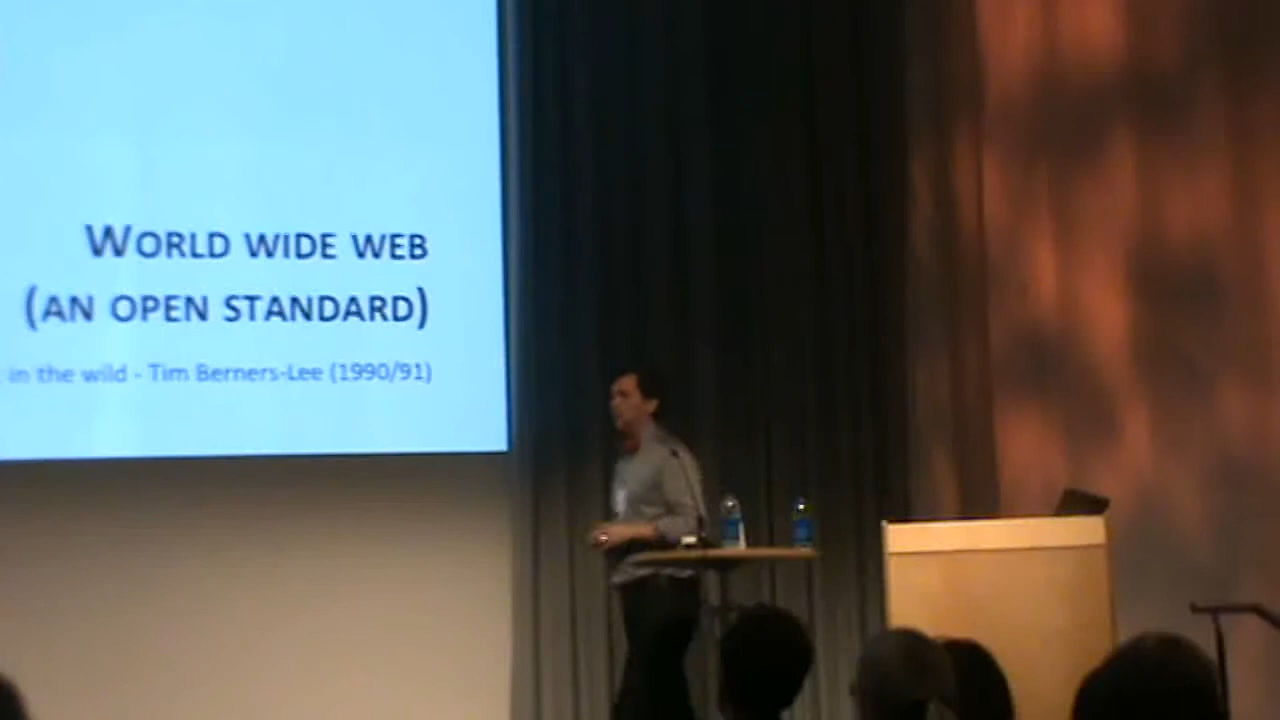 WORLD WIDE WEB
(AN OPEN STANDARD)
in the wild - Tim Berners-Lee (1990/91)